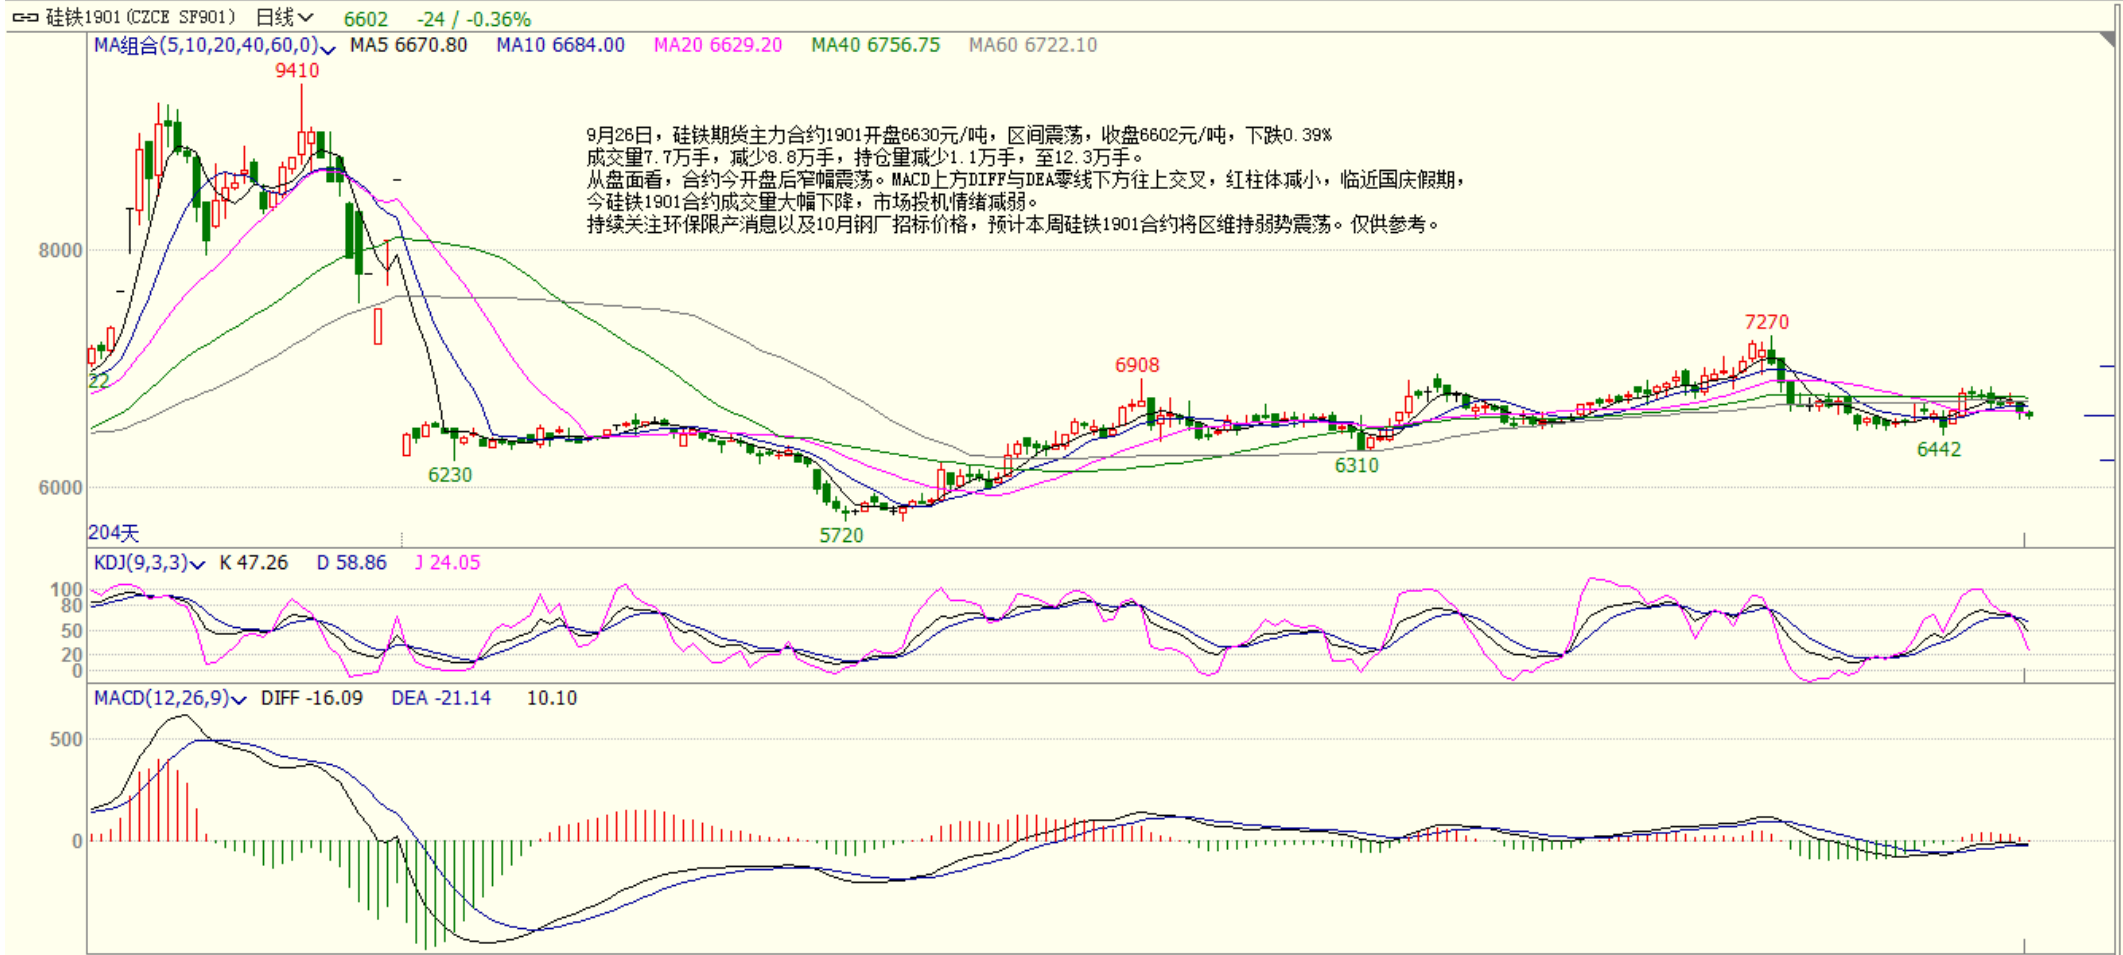 硅铁1901(CZCE SF901) 日线 6602 -24 / -0.36%
MA组合(5,10,20,40,60,0) MA5 6670.80 MA10 6684.00 MA20 6629.20 MA40 6756.75 MA60 6722.10
9410
9月26日，硅铁期货主力合约1901开盘6630元/吨，区间震荡，收盘6602元/吨，下跌0.39%
成交量7.7万手，减少8.8万手，持仓量减少1.1万手，至12.3万手。
从盘面看，合约今开盘后窄幅震荡。MACD上方DIFF与DEA零线下方往上交叉，红柱体减小，临近国庆假期，
今硅铁1901合约成交量大幅下降，市场投机情绪减弱。
持续关注环保限产消息以及10月钢厂招标价格，预计本周硅铁1901合约将区维持弱势震荡。仅供参考。
8000
7270
6908
22
6442
6310
6230
6000
5720
204天
KDJ(9,3,3) K 47.26 D 58.86 J 24.05
100
80
50
20
0
MACD(12,26,9) DIFF -16.09 DEA -21.14 10.10
500
0